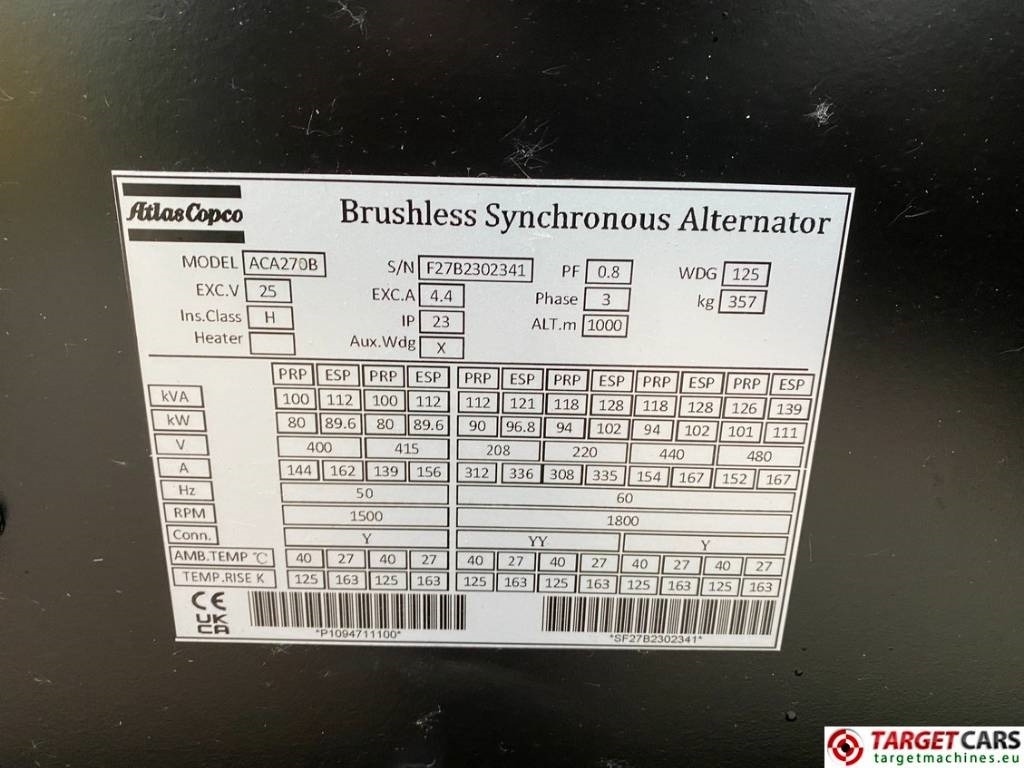 Atlas Copco
Brushless Synchronous Alternator
MODEL ACA270B S/N F27B2302341 PF 0.8 WDG 125
EXC.V 25 EXC.A 4.4 Phase 3 kg 357
Ins.Class H IP 23 ALT.m 1000
Heater Aux.Wdg X
PRP ESP PRP ESP PRP ESP PRP ESP PRP ESP PRP ESP
kVA 100 112 100 112 112 121 118 128 118 128 126 139
kW 80 89.6 80 89.6 90 96.8 94 102 94 102 101 111
V 400 415 208 220 440 480
A 144 162 139 156 312 336 308 335 154 167 152 167
Hz 50 60
RPM 1500 1800
Conn. Y YY Y
AMB.TEMP ℃ 40 27 40 27 40 27 40 27 40 27 40 27
TEMP.RISE K 125 163 125 163 125 163 125 163 125 163 125 163
CE
UK
CA
*P1094711100* *SF27B2302341*
TARGETCARS
targetmachines.eu